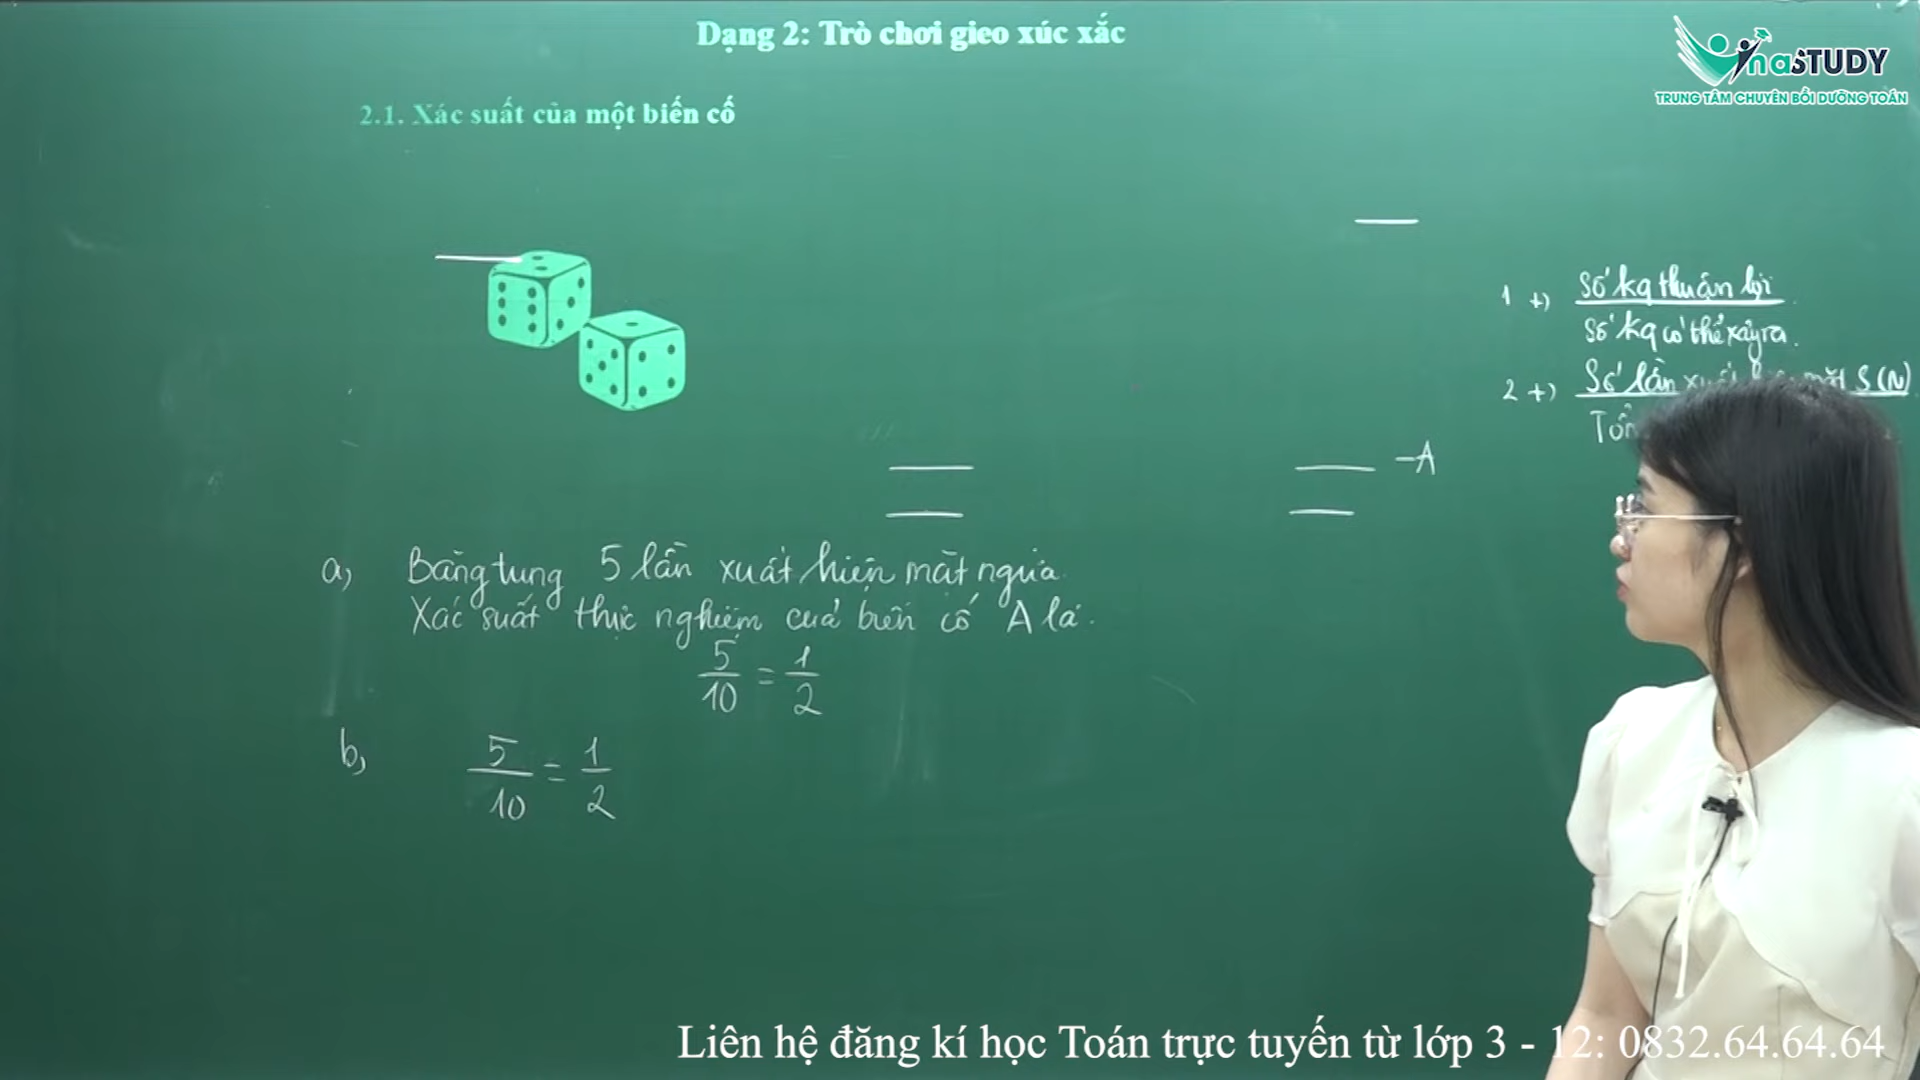 Dạng 2: Trò chơi gieo xúc xắc
VinaSTUDY
TRUNG TÂM CHUYÊN BỒI DƯỠNG TOÁN
2.1. Xác suất của một biến cố
1 +) Số kq thuận lợi
Số kq có thể xảy ra.
2 +) Số lần mặt S (N)
-A
a, Bằng tung 5 lần xuất hiện mặt ngửa.
Xác suất thực nghiệm của biến cố A là.
5/10 = 1/2
b, 5/10 = 1/2
Liên hệ đăng kí học Toán trực tuyến từ lớp 3 - 12: 0832.64.64.64